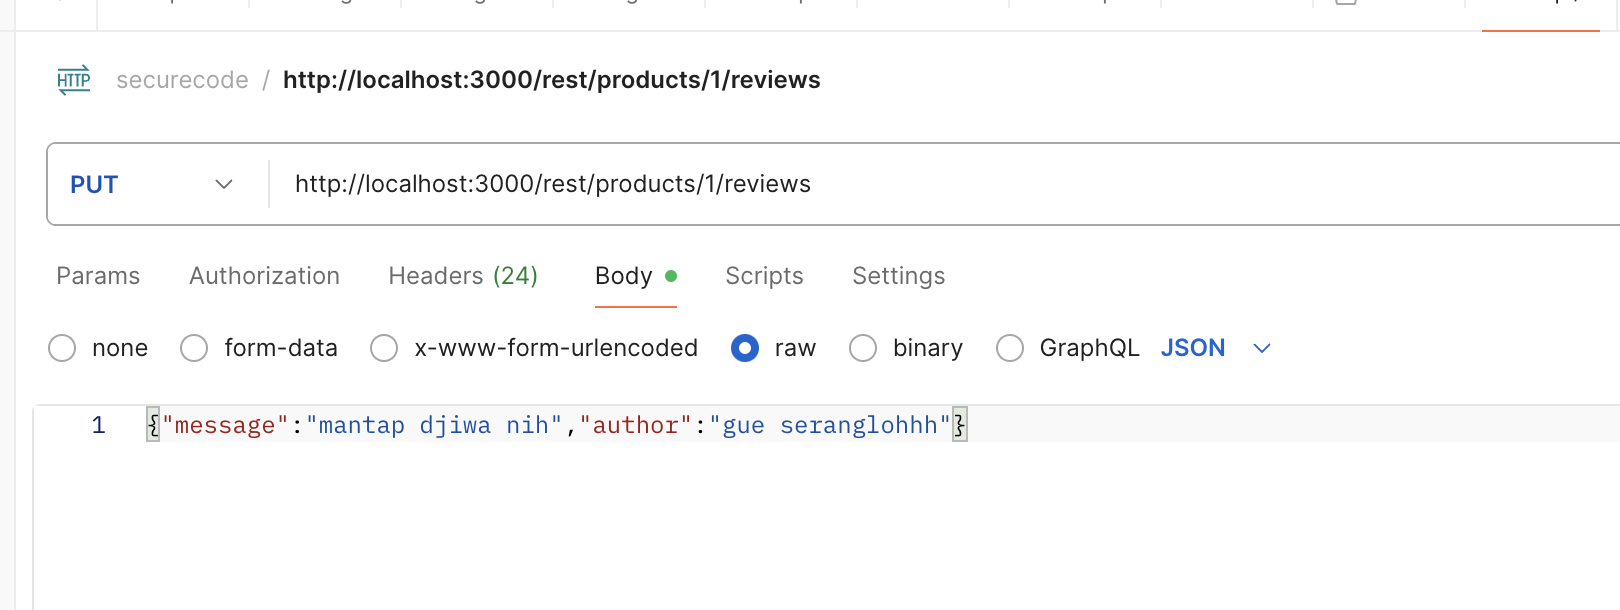 HTTP securecode / http://localhost:3000/rest/products/1/reviews
PUT http://localhost:3000/rest/products/1/reviews
Params Authorization Headers (24) Body Scripts Settings
none form-data x-www-form-urlencoded raw binary GraphQL JSON
1 {"message":"mantap djiwa nih","author":"gue seranglohhh"}